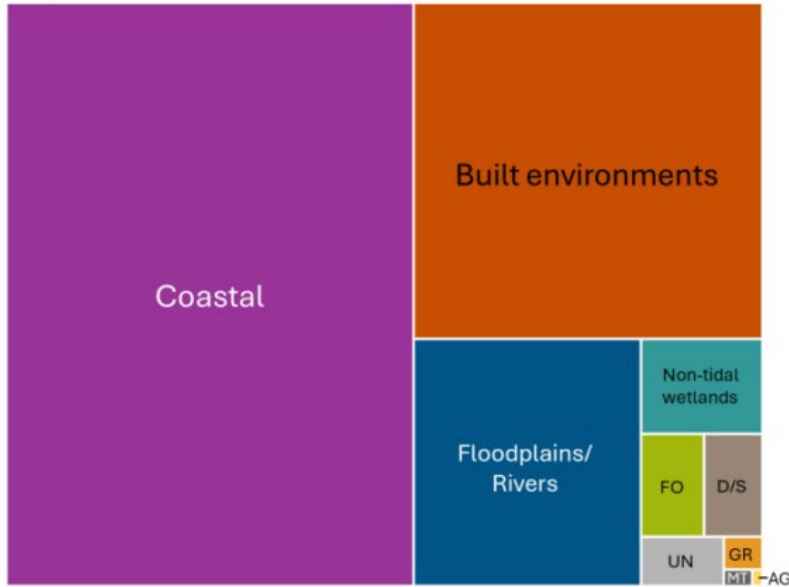 Coastal
Built environments
Floodplains/
Rivers
Non-tidal
wetlands
FO
D/S
UN
GR
MT
AG